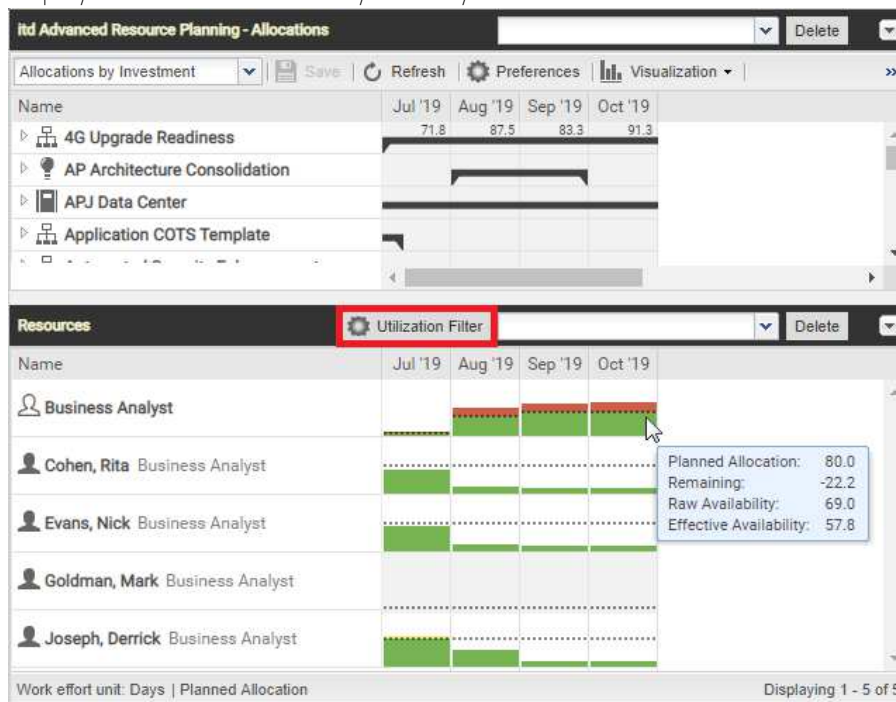 itd Advanced Resource Planning - Allocations Delete
Allocations by Investment Save Refresh Preferences Visualization »
Name Jul '19 Aug '19 Sep '19 Oct '19
4G Upgrade Readiness 71.8 87.5 83.3 91.3
AP Architecture Consolidation
APJ Data Center
Application COTS Template
Resources Utilization Filter Delete
Name Jul '19 Aug '19 Sep '19 Oct '19
Business Analyst
Cohen, Rita Business Analyst
Evans, Nick Business Analyst
Goldman, Mark Business Analyst
Joseph, Derrick Business Analyst
Planned Allocation: 80.0
Remaining: -22.2
Raw Availability: 69.0
Effective Availability: 57.8
Work effort unit: Days | Planned Allocation Displaying 1 - 5 of 5